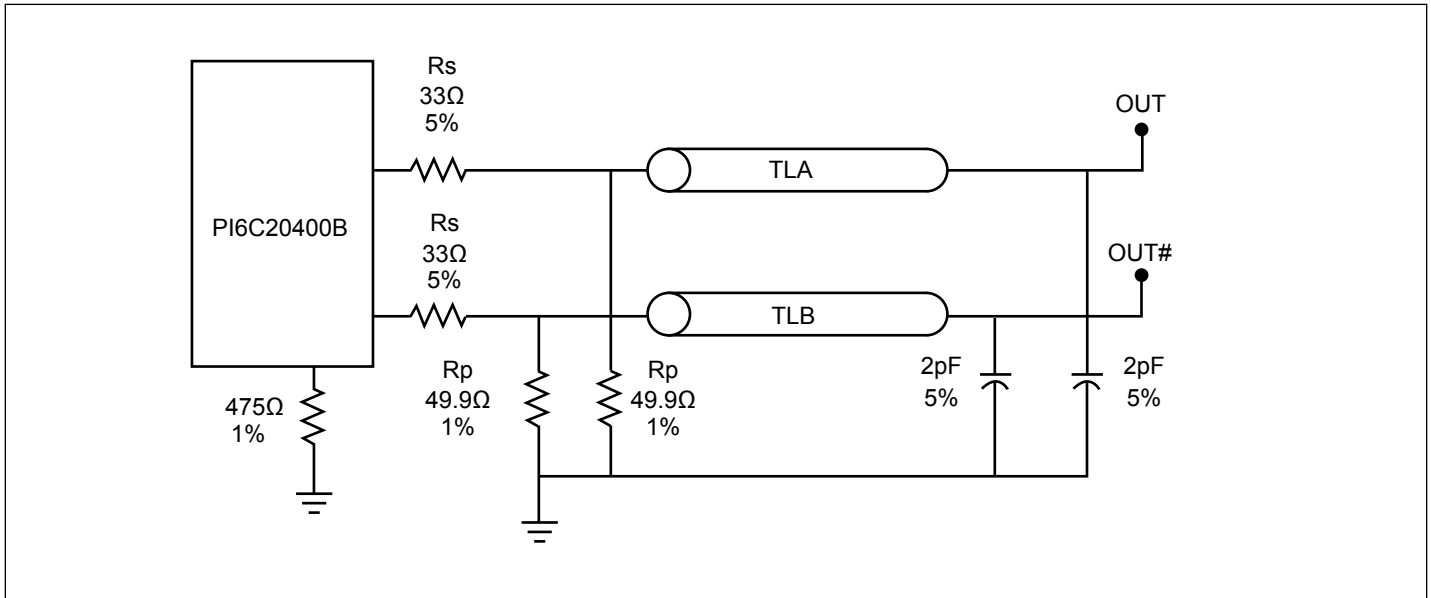 Rs
33Ω
5%
OUT
TLA
PI6C20400B
Rs
33Ω
5%
OUT#
TLB
475Ω
1%
Rp
49.9Ω
1%
Rp
49.9Ω
1%
2pF
5%
2pF
5%